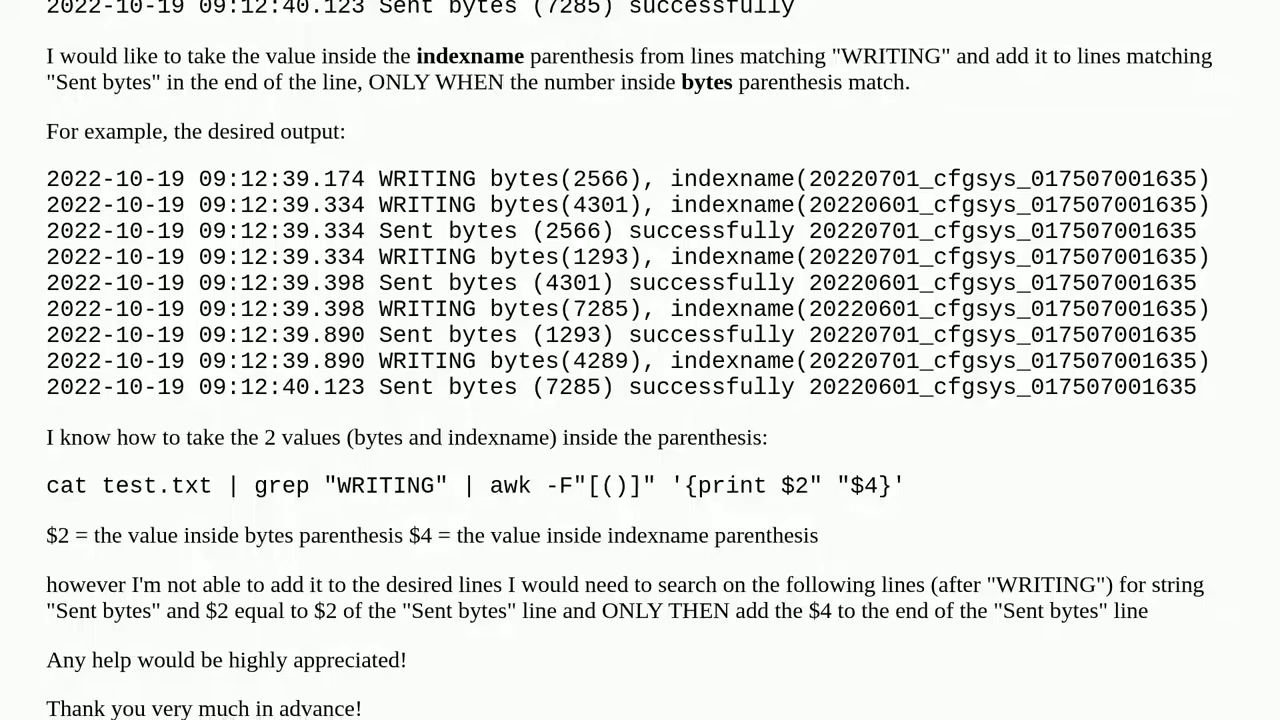 2022-10-19 09:12:40.123 Sent bytes (7285) successfully
I would like to take the value inside the indexname parenthesis from lines matching "WRITING" and add it to lines matching
"Sent bytes" in the end of the line, ONLY WHEN the number inside bytes parenthesis match.
For example, the desired output:
2022-10-19 09:12:39.174 WRITING bytes(2566), indexname(20220701_cfgsys_017507001635)
2022-10-19 09:12:39.334 WRITING bytes(4301), indexname(20220601_cfgsys_017507001635)
2022-10-19 09:12:39.334 Sent bytes (2566) successfully 20220701_cfgsys_017507001635
2022-10-19 09:12:39.334 WRITING bytes(1293), indexname(20220701_cfgsys_017507001635)
2022-10-19 09:12:39.398 Sent bytes (4301) successfully 20220601_cfgsys_017507001635
2022-10-19 09:12:39.398 WRITING bytes(7285), indexname(20220601_cfgsys_017507001635)
2022-10-19 09:12:39.890 Sent bytes (1293) successfully 20220701_cfgsys_017507001635
2022-10-19 09:12:39.890 WRITING bytes(4289), indexname(20220701_cfgsys_017507001635)
2022-10-19 09:12:40.123 Sent bytes (7285) successfully 20220601_cfgsys_017507001635
I know how to take the 2 values (bytes and indexname) inside the parenthesis:
cat test.txt | grep "WRITING" | awk -F"[()]" '{print $2" "$4}'
$2 = the value inside bytes parenthesis $4 = the value inside indexname parenthesis
however I'm not able to add it to the desired lines I would need to search on the following lines (after "WRITING") for string
"Sent bytes" and $2 equal to $2 of the "Sent bytes" line and ONLY THEN add the $4 to the end of the "Sent bytes" line
Any help would be highly appreciated!
Thank you very much in advance!